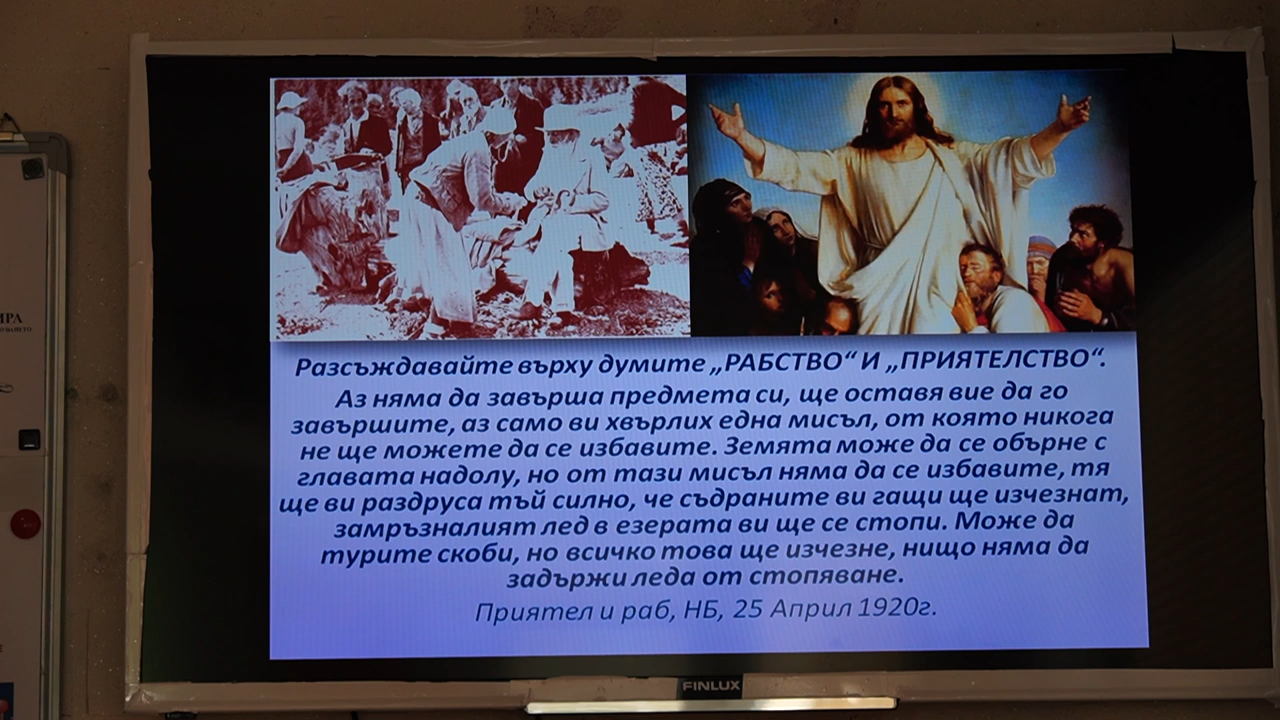 Разсъждавайте върху думите „РАБСТВО“ И „ПРИЯТЕЛСТВО“.
Аз няма да завърша предмета си, ще оставя вие да го
завършите, аз само ви хвърлих една мисъл, от която никога
не ще можете да се избавите. Земята може да се обърне с
главата надолу, но от тази мисъл няма да се избавите, тя
ще ви раздруса тъй силно, че съдраните ви гащи ще изчезнат,
замръзналият лед в езерата ви ще се стопи. Може да
турите скоби, но всичко това ще изчезне, нищо няма да
задържи леда от стопяване.
Приятел и раб, НБ, 25 Април 1920г.
FINLUX